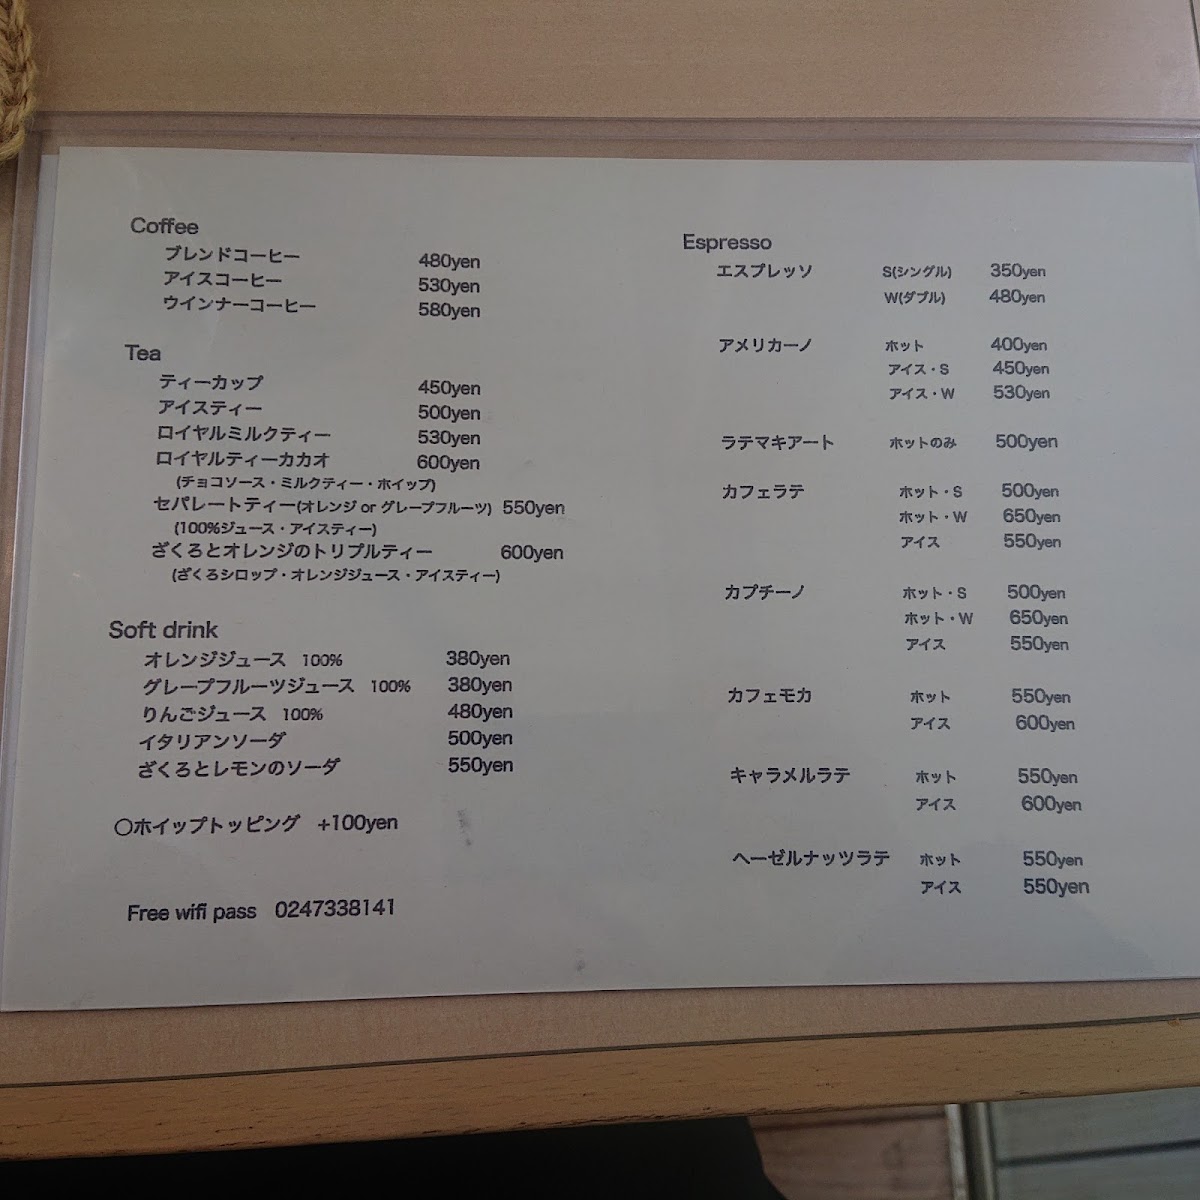 Coffee
ブレンドコーヒー 480yen
アイスコーヒー 530yen
ウインナーコーヒー 580yen
Tea
ティーカップ 450yen
アイスティー 500yen
ロイヤルミルクティー 530yen
ロイヤルティーカカオ 600yen
(チョコソース・ミルクティー・ホイップ)
セパレートティー(オレンジ or グレープフルーツ) 550yen
(100%ジュース・アイスティー)
ざくろとオレンジのトリプルティー 600yen
(ざくろシロップ・オレンジジュース・アイスティー)
Soft drink
オレンジジュース 100% 380yen
グレープフルーツジュース 100% 380yen
りんごジュース 100% 480yen
イタリアンソーダ 500yen
ざくろとレモンのソーダ 550yen
○ホイップトッピング +100yen
Free wifi pass 0247338141
Espresso
エスプレッソ S(シングル) 350yen
W(ダブル) 480yen
アメリカーノ ホット 400yen
アイス・S 450yen
アイス・W 530yen
ラテマキアート ホットのみ 500yen
カフェラテ ホット・S 500yen
ホット・W 650yen
アイス 550yen
カプチーノ ホット・S 500yen
ホット・W 650yen
アイス 550yen
カフェモカ ホット 550yen
アイス 600yen
キャラメルラテ ホット 550yen
アイス 600yen
ヘーゼルナッツラテ ホット 550yen
アイス 550yen